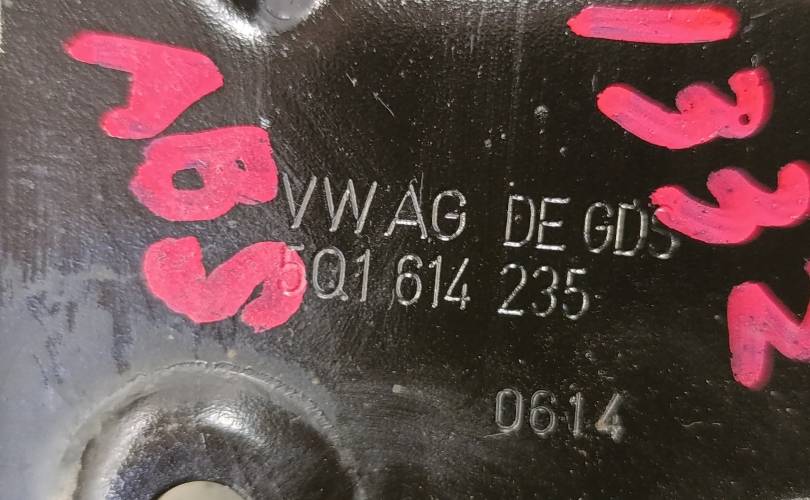 ABS
VW AG DE GDS
5Q1 614 235
0614